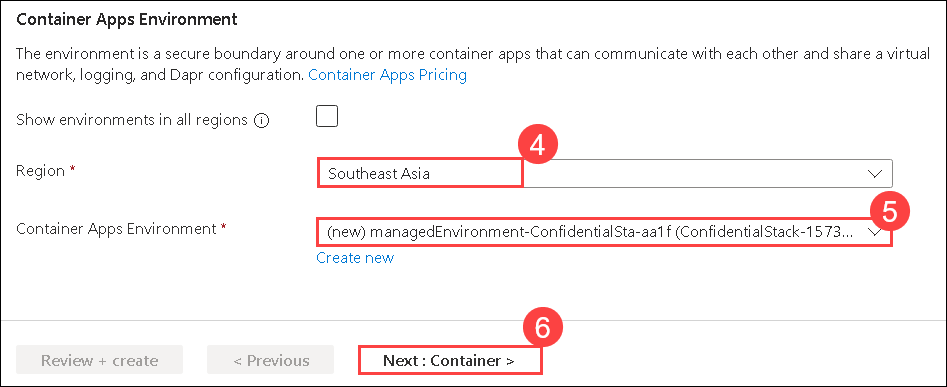 Container Apps Environment
The environment is a secure boundary around one or more container apps that can communicate with each other and share a virtual
network, logging, and Dapr configuration. Container Apps Pricing
Show environments in all regions
4
Region *
Southeast Asia
5
Container Apps Environment *
(new) managedEnvironment-ConfidentialSta-aa1f (ConfidentialStack-1573...
Create new
6
Review + create
< Previous
Next : Container >